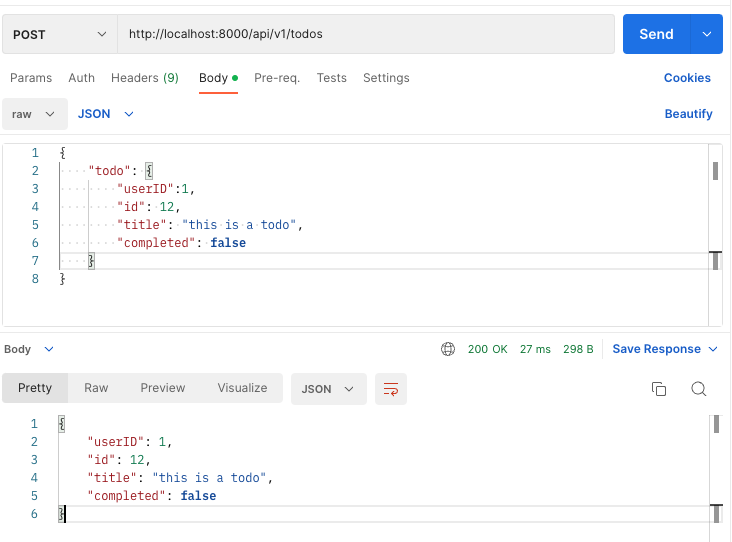 POST http://localhost:8000/api/v1/todos Send
Params Auth Headers (9) Body Pre-req. Tests Settings Cookies
raw JSON Beautify
1 {
2 "todo": {
3 "userID":1,
4 "id": 12,
5 "title": "this is a todo",
6 "completed": false
7 }
8 }
Body 200 OK 27 ms 298 B Save Response
Pretty Raw Preview Visualize JSON
1 {
2 "userID": 1,
3 "id": 12,
4 "title": "this is a todo",
5 "completed": false
6 }